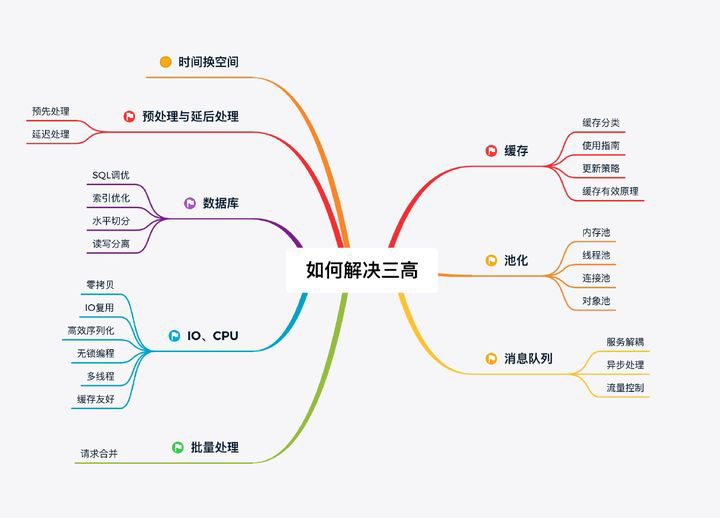 如何解决三高
时间换空间
预处理与延后处理
预先处理
延迟处理
数据库
SQL调优
索引优化
水平切分
读写分离
IO、CPU
零拷贝
IO复用
高效序列化
无锁编程
多线程
缓存友好
批量处理
请求合并
缓存
缓存分类
使用指南
更新策略
缓存有效原理
池化
内存池
线程池
连接池
对象池
消息队列
服务解耦
异步处理
流量控制